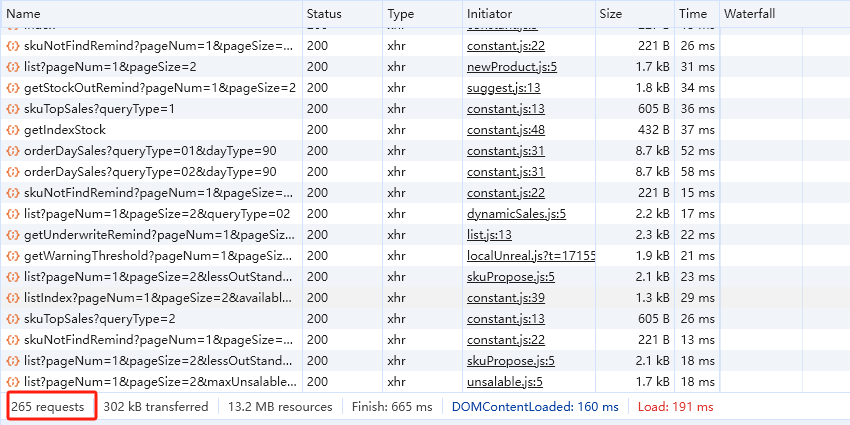 Name Status Type Initiator Size Time Waterfall
skuNotFindRemind?pageNum=1&pageSize=... 200 xhr constant.js:22 221 B 26 ms
list?pageNum=1&pageSize=2 200 xhr newProduct.js:5 1.7 kB 31 ms
getStockOutRemind?pageNum=1&pageSize=2 200 xhr suggest.js:13 1.8 kB 34 ms
skuTopSales?queryType=1 200 xhr constant.js:13 605 B 36 ms
getIndexStock 200 xhr constant.js:48 432 B 37 ms
orderDaySales?queryType=01&dayType=90 200 xhr constant.js:31 8.7 kB 52 ms
orderDaySales?queryType=02&dayType=90 200 xhr constant.js:31 8.7 kB 58 ms
skuNotFindRemind?pageNum=1&pageSize=... 200 xhr constant.js:22 221 B 15 ms
list?pageNum=1&pageSize=2&queryType=02 200 xhr dynamicSales.js:5 2.2 kB 17 ms
getUnderwriteRemind?pageNum=1&pageSiz... 200 xhr list.js:13 2.3 kB 22 ms
getWarningThreshold?pageNum=1&pageSiz... 200 xhr localUnreal.js?t=17155 1.9 kB 21 ms
list?pageNum=1&pageSize=2&lessOutStand... 200 xhr skuPropose.js:5 2.1 kB 23 ms
listIndex?pageNum=1&pageSize=2&availabl... 200 xhr constant.js:39 1.3 kB 29 ms
skuTopSales?queryType=2 200 xhr constant.js:13 605 B 26 ms
skuNotFindRemind?pageNum=1&pageSize=... 200 xhr constant.js:22 221 B 13 ms
list?pageNum=1&pageSize=2&lessOutStand... 200 xhr skuPropose.js:5 2.1 kB 18 ms
list?pageNum=1&pageSize=2&maxUnsalable... 200 xhr unsalable.js:5 1.7 kB 18 ms
265 requests 302 kB transferred 13.2 MB resources Finish: 665 ms DOMContentLoaded: 160 ms Load: 191 ms